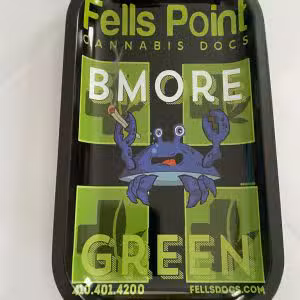 Fells Point
CANNABIS DOCS
BMORE
GREEN
410.401.4200 FELLSDOCS.COM